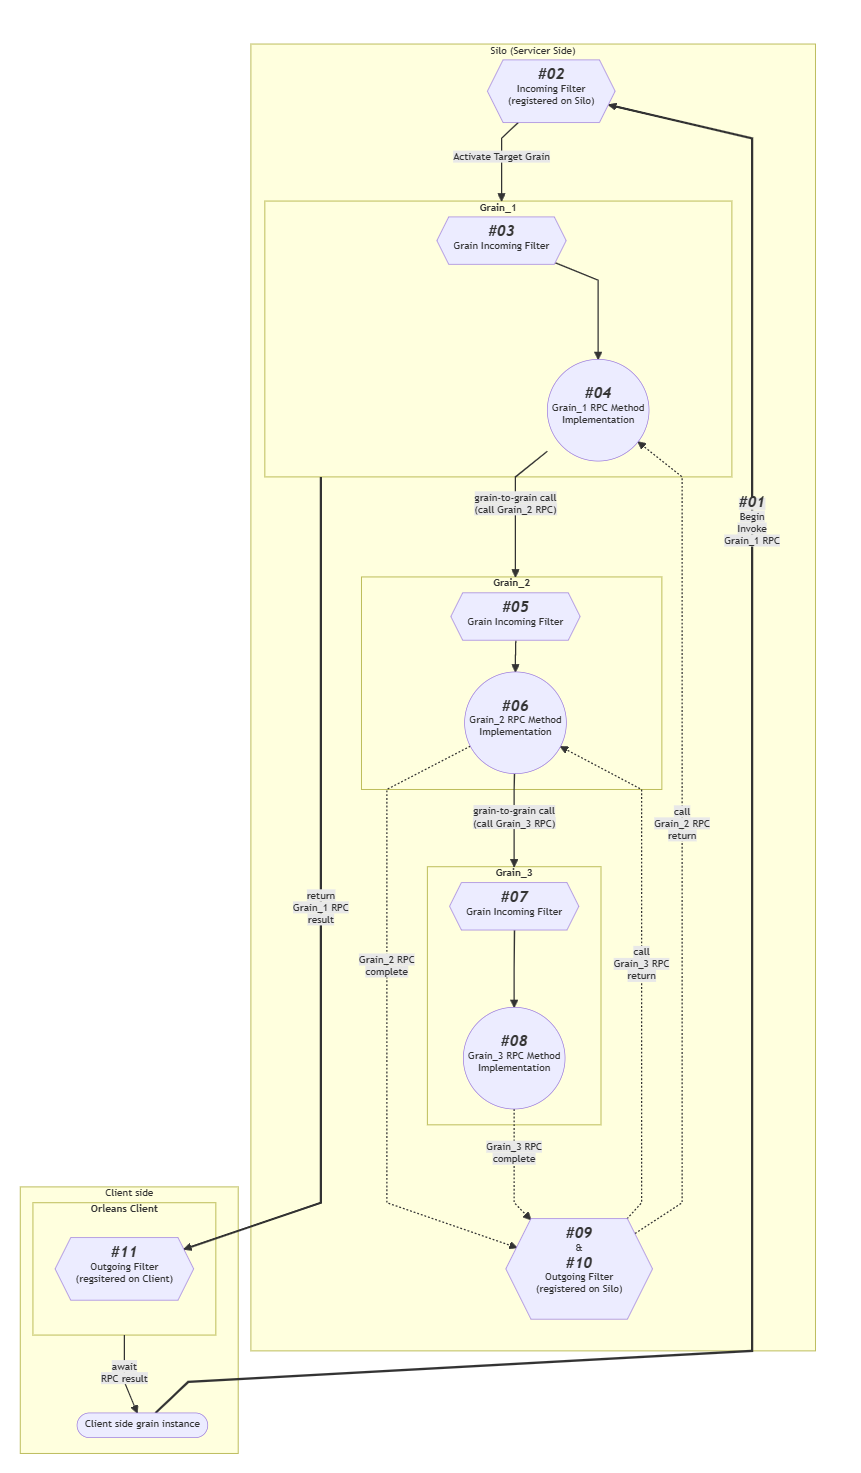 Silo (Servicer Side)
#02
Incoming Filter
(registered on Silo)
Activate Target Grain
Grain_1
#03
Grain Incoming Filter
#04
Grain_1 RPC Method
Implementation
grain-to-grain call
(call Grain_2 RPC)
#01
Begin
Invoke
Grain_1 RPC
Grain_2
#05
Grain Incoming Filter
#06
Grain_2 RPC Method
Implementation
grain-to-grain call
(call Grain_3 RPC)
call
Grain_2 RPC
return
Grain_3
#07
Grain Incoming Filter
return
Grain_1 RPC
result
Grain_2 RPC
complete
call
Grain_3 RPC
return
#08
Grain_3 RPC Method
Implementation
Grain_3 RPC
complete
Client side
Orleans Client
#11
Outgoing Filter
(regsitered on Client)
#09
&
#10
Outgoing Filter
(registered on Silo)
await
RPC result
Client side grain instance